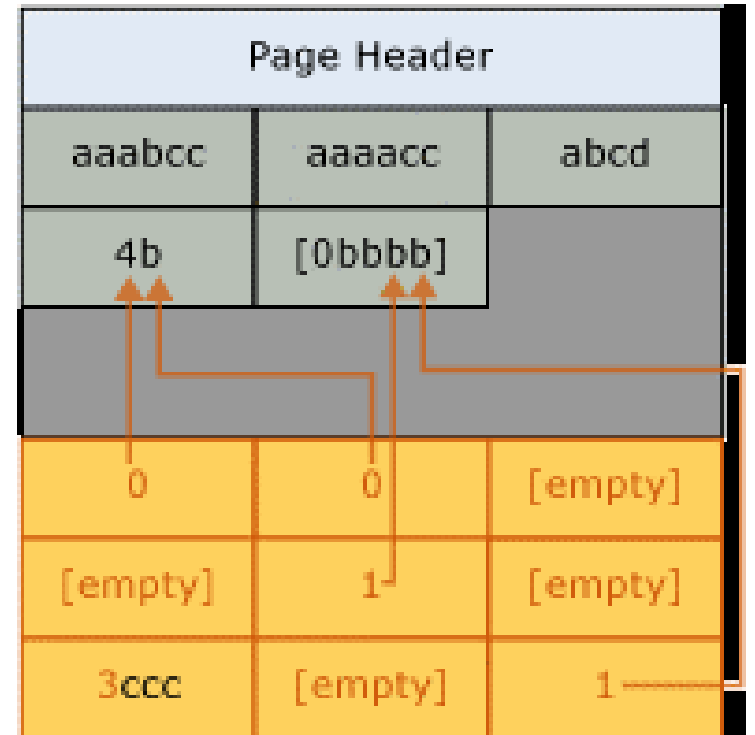 Page Header
aaabcc aaaacc abcd
4b [0bbbb]
0 0 [empty]
[empty] 1 [empty]
3ccc [empty] 1